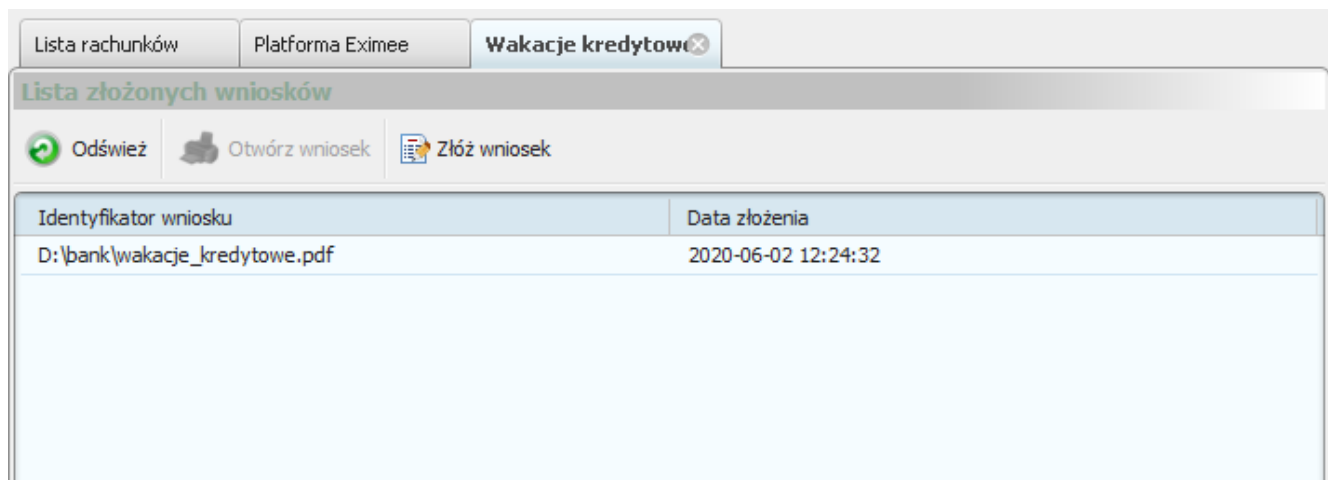 Lista rachunków Platforma Eximee Wakacje kredytow
Lista złożonych wniosków
Odśwież Otwórz wniosek Złóż wniosek
Identyfikator wniosku Data złożenia
D:\bank\wakacje_kredytowe.pdf 2020-06-02 12:24:32